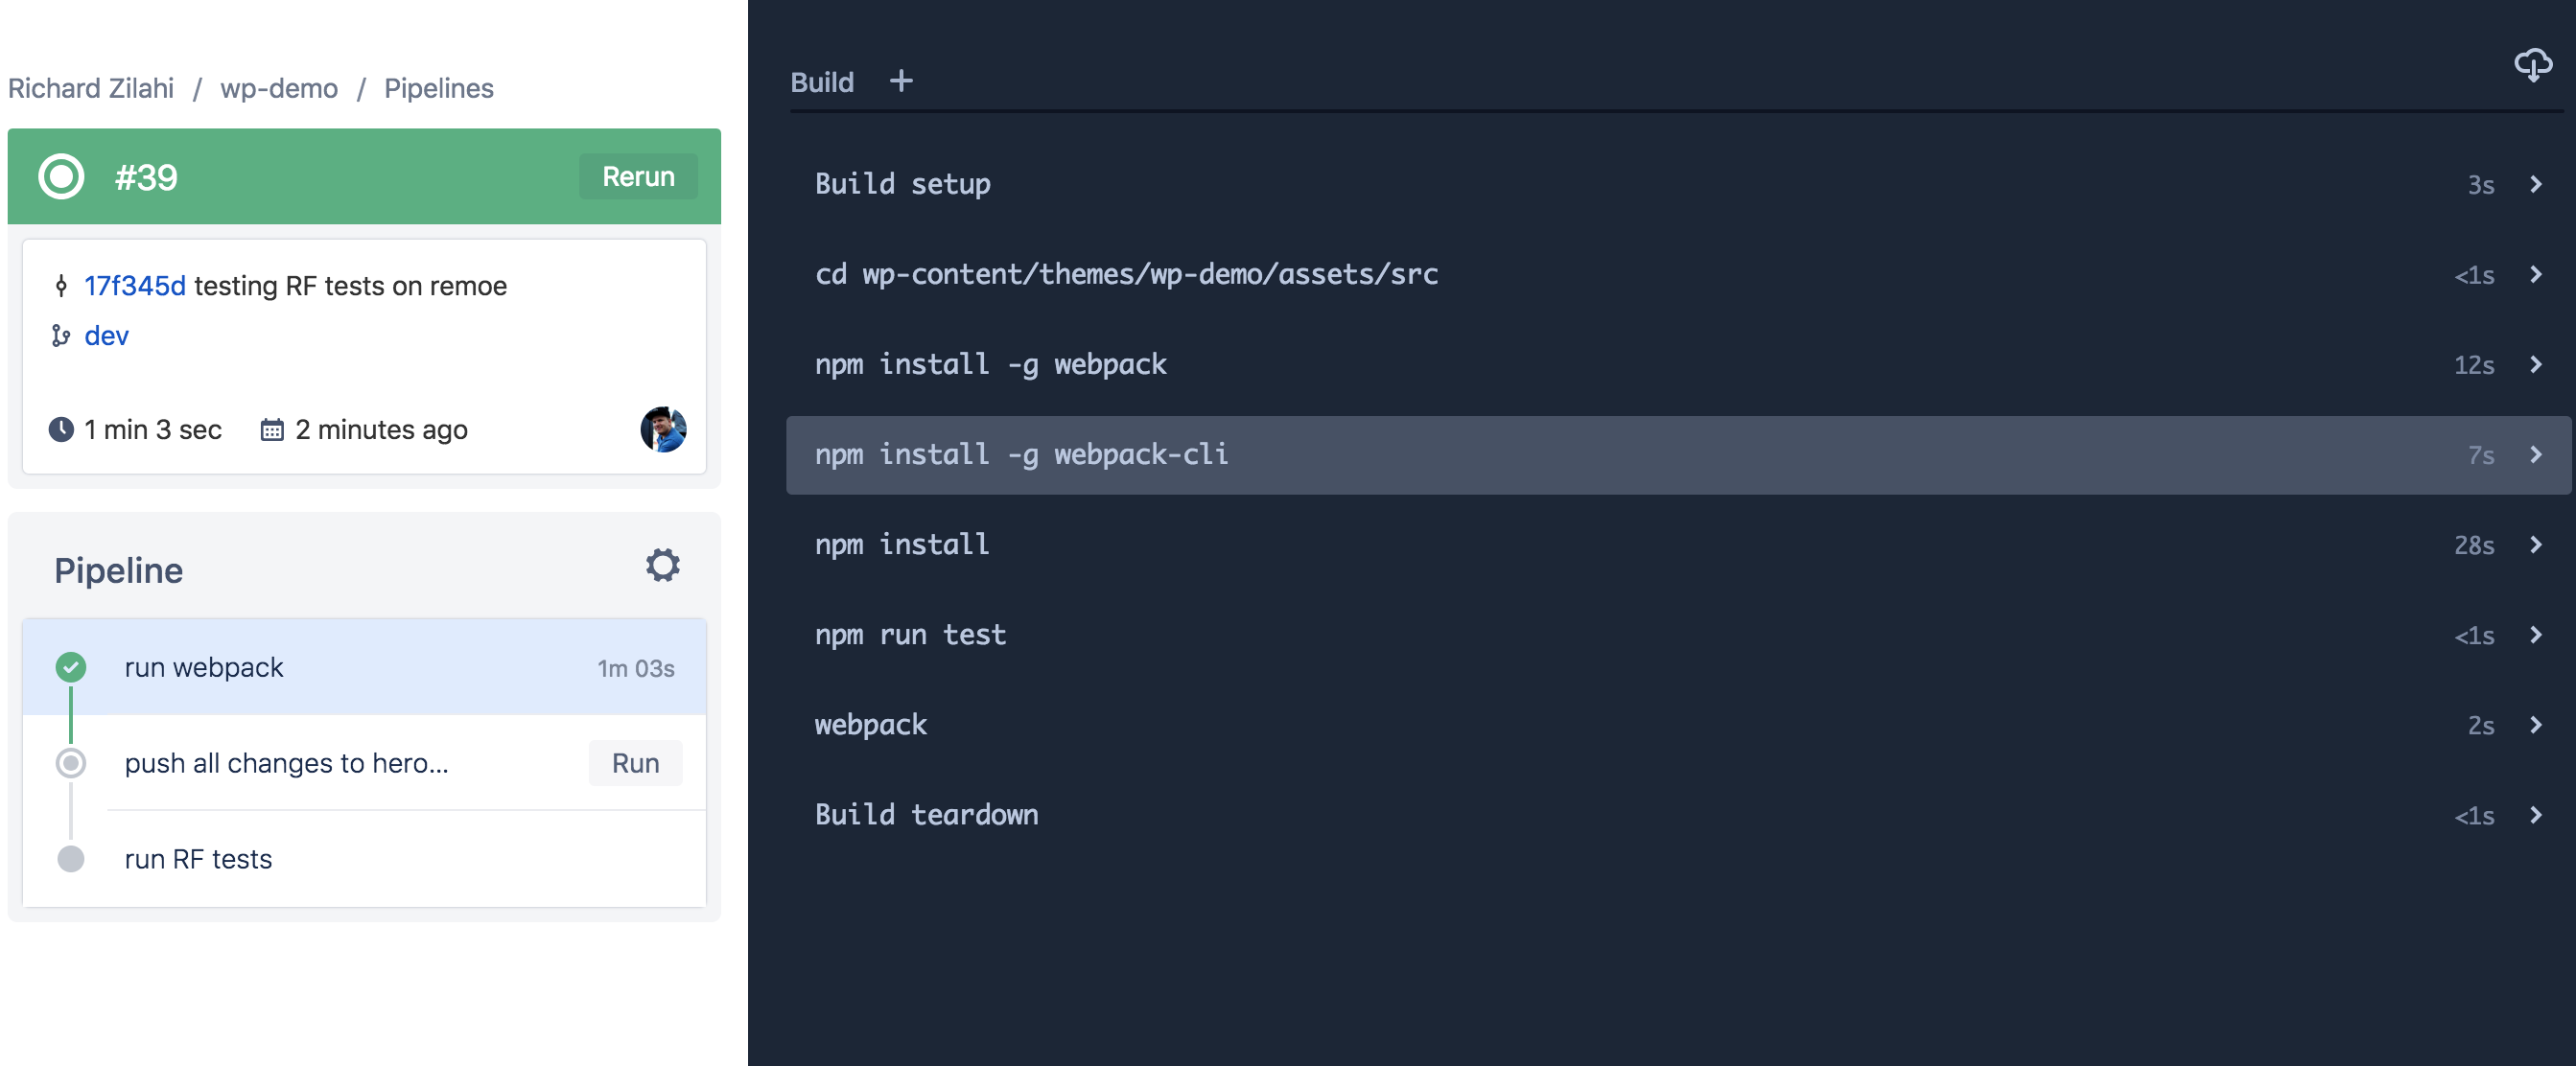 Richard Zilahi / wp-demo / Pipelines
#39
Rerun
17f345d testing RF tests on remoe
dev
1 min 3 sec 2 minutes ago
Pipeline
run webpack 1m 03s
push all changes to hero... Run
run RF tests
Build +
Build setup 3s
cd wp-content/themes/wp-demo/assets/src <1s
npm install -g webpack 12s
npm install -g webpack-cli 7s
npm install 28s
npm run test <1s
webpack 2s
Build teardown <1s